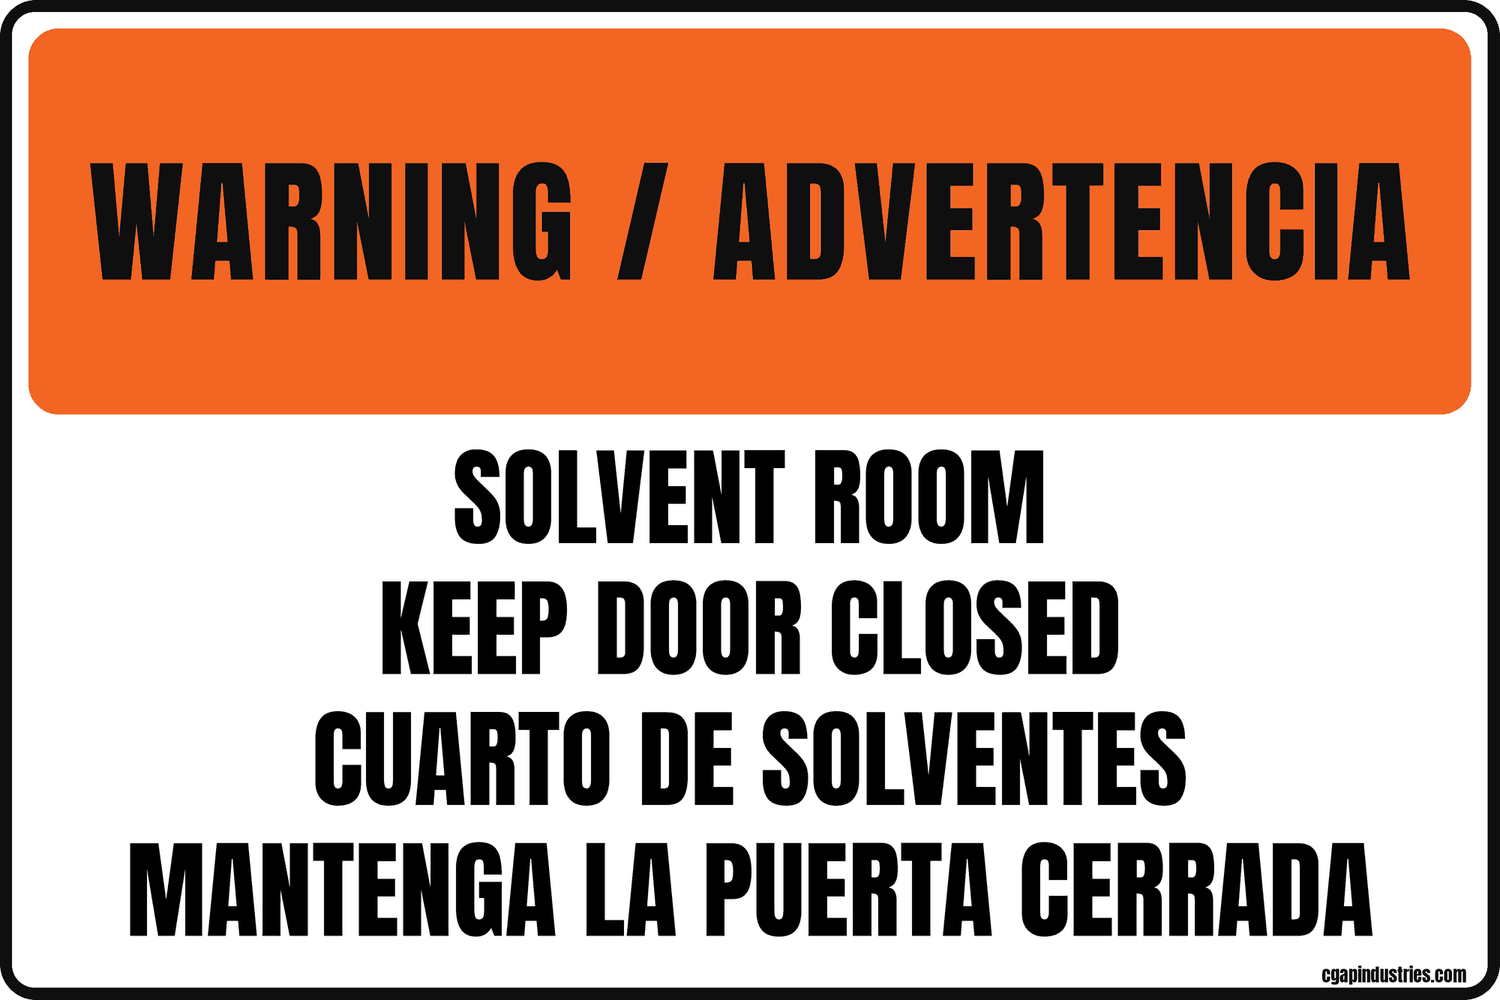 WARNING / ADVERTENCIA
SOLVENT ROOM
KEEP DOOR CLOSED
CUARTO DE SOLVENTES
MANTENGA LA PUERTA CERRADA
cgapindustries.com